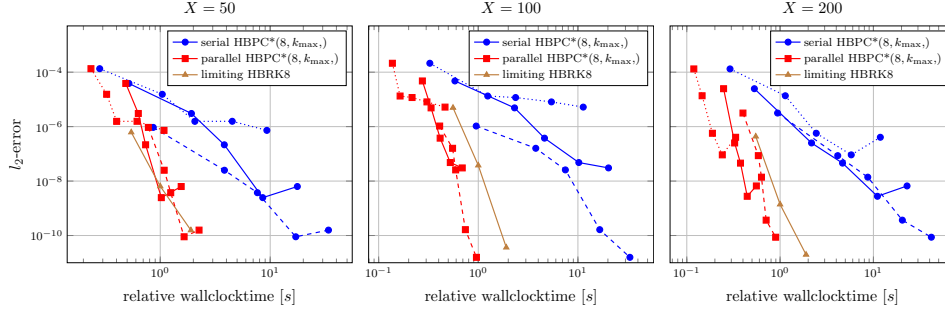 X = 50
serial HBPC*(8, k_max,)
parallel HBPC*(8, k_max,)
limiting HBRK8
10^−4
10^−6
10^−8
10^−10
l_2-error
10^0
10^1
relative wallclocktime [s]
X = 100
serial HBPC*(8, k_max,)
parallel HBPC*(8, k_max,)
limiting HBRK8
10^−1
10^0
10^1
relative wallclocktime [s]
X = 200
serial HBPC*(8, k_max,)
parallel HBPC*(8, k_max,)
limiting HBRK8
10^−1
10^0
10^1
relative wallclocktime [s]